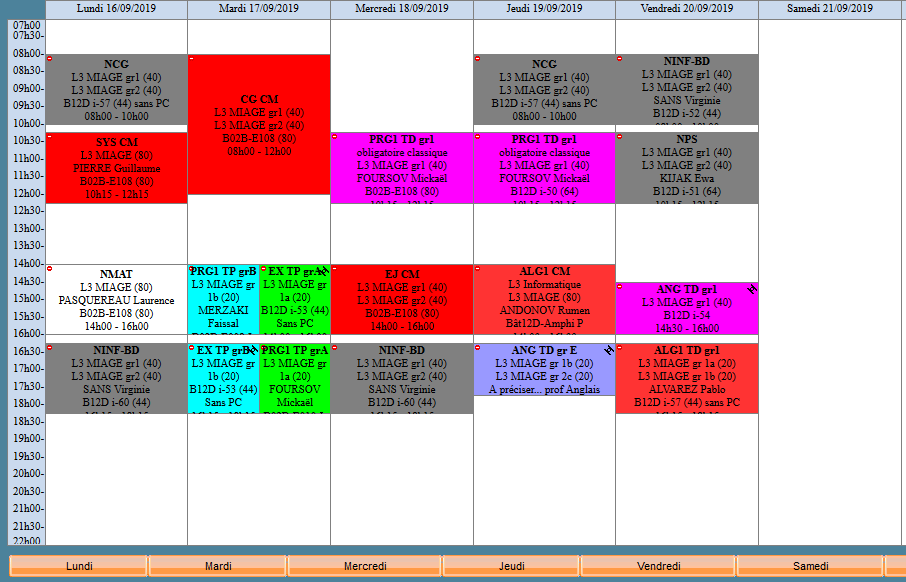 Lundi 16/09/2019
Mardi 17/09/2019
Mercredi 18/09/2019
Jeudi 19/09/2019
Vendredi 20/09/2019
Samedi 21/09/2019
07h00
07h30
08h00
08h30
09h00
09h30
10h00
10h30
11h00
11h30
12h00
12h30
13h00
13h30
14h00
14h30
15h00
15h30
16h00
16h30
17h00
17h30
18h00
18h30
19h00
19h30
20h00
20h30
21h00
21h30
22h00
NCG
L3 MIAGE gr1 (40)
L3 MIAGE gr2 (40)
B12D i-57 (44) sans PC
08h00 - 10h00
SYS CM
L3 MIAGE (80)
PIERRE Guillaume
B02B-E108 (80)
10h15 - 12h15
NMAT
L3 MIAGE (80)
PASQUEREAU Laurence
B02B-E108 (80)
14h00 - 16h00
NINF-BD
L3 MIAGE gr1 (40)
L3 MIAGE gr2 (40)
SANS Virginie
B12D i-60 (44)
CG CM
L3 MIAGE gr1 (40)
L3 MIAGE gr2 (40)
B02B-E108 (80)
08h00 - 12h00
PRG1 TP grB
L3 MIAGE gr
1b (20)
MERZAKI
Faissal
EX TP grA
L3 MIAGE gr
1a (20)
B12D i-53 (44)
Sans PC
EX TP grB
L3 MIAGE gr
1b (20)
B12D i-53 (44)
Sans PC
PRG1 TP grA
L3 MIAGE gr
1a (20)
FOURSOV
Mickaël
PRG1 TD gr1
obligatoire classique
L3 MIAGE gr1 (40)
FOURSOV Mickaël
B02B-E108 (80)
10h15 - 12h15
EJ CM
L3 MIAGE gr1 (40)
L3 MIAGE gr2 (40)
B02B-E108 (80)
14h00 - 16h00
NINF-BD
L3 MIAGE gr1 (40)
L3 MIAGE gr2 (40)
SANS Virginie
B12D i-60 (44)
NCG
L3 MIAGE gr1 (40)
L3 MIAGE gr2 (40)
B12D i-57 (44) sans PC
08h00 - 10h00
PRG1 TD gr1
obligatoire classique
L3 MIAGE gr1 (40)
FOURSOV Mickaël
B12D i-50 (64)
10h15 - 12h15
ALG1 CM
L3 Informatique
L3 MIAGE (80)
ANDONOV Rumen
Bât12D-Amphi P
ANG TD gr E
L3 MIAGE gr 1b (20)
L3 MIAGE gr 2c (20)
A préciser... prof Anglais
NINF-BD
L3 MIAGE gr1 (40)
L3 MIAGE gr2 (40)
SANS Virginie
B12D i-52 (44)
NPS
L3 MIAGE gr1 (40)
L3 MIAGE gr2 (40)
KIJAK Ewa
B12D i-51 (64)
10h15 - 12h15
ANG TD gr1
L3 MIAGE gr1 (40)
B12D i-54
14h30 - 16h00
ALG1 TD gr1
L3 MIAGE gr 1a (20)
L3 MIAGE gr 1b (20)
ALVAREZ Pablo
B12D i-57 (44) sans PC
Lundi
Mardi
Mercredi
Jeudi
Vendredi
Samedi